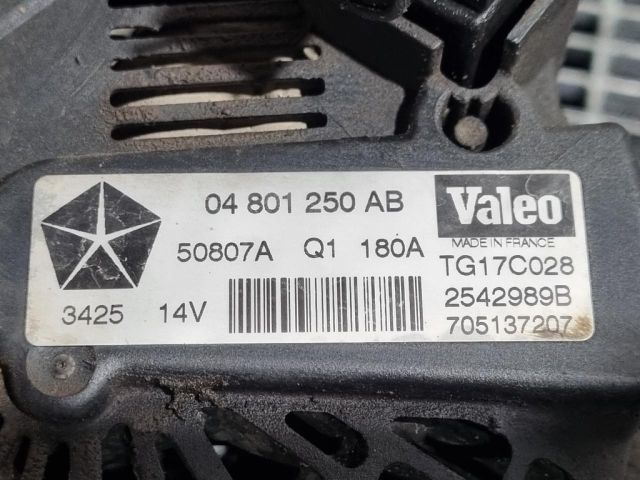 04 801 250 AB
Valeo
MADE IN FRANCE
50807A Q1 180A
TG17C028
3425 14V
2542989B
705137207